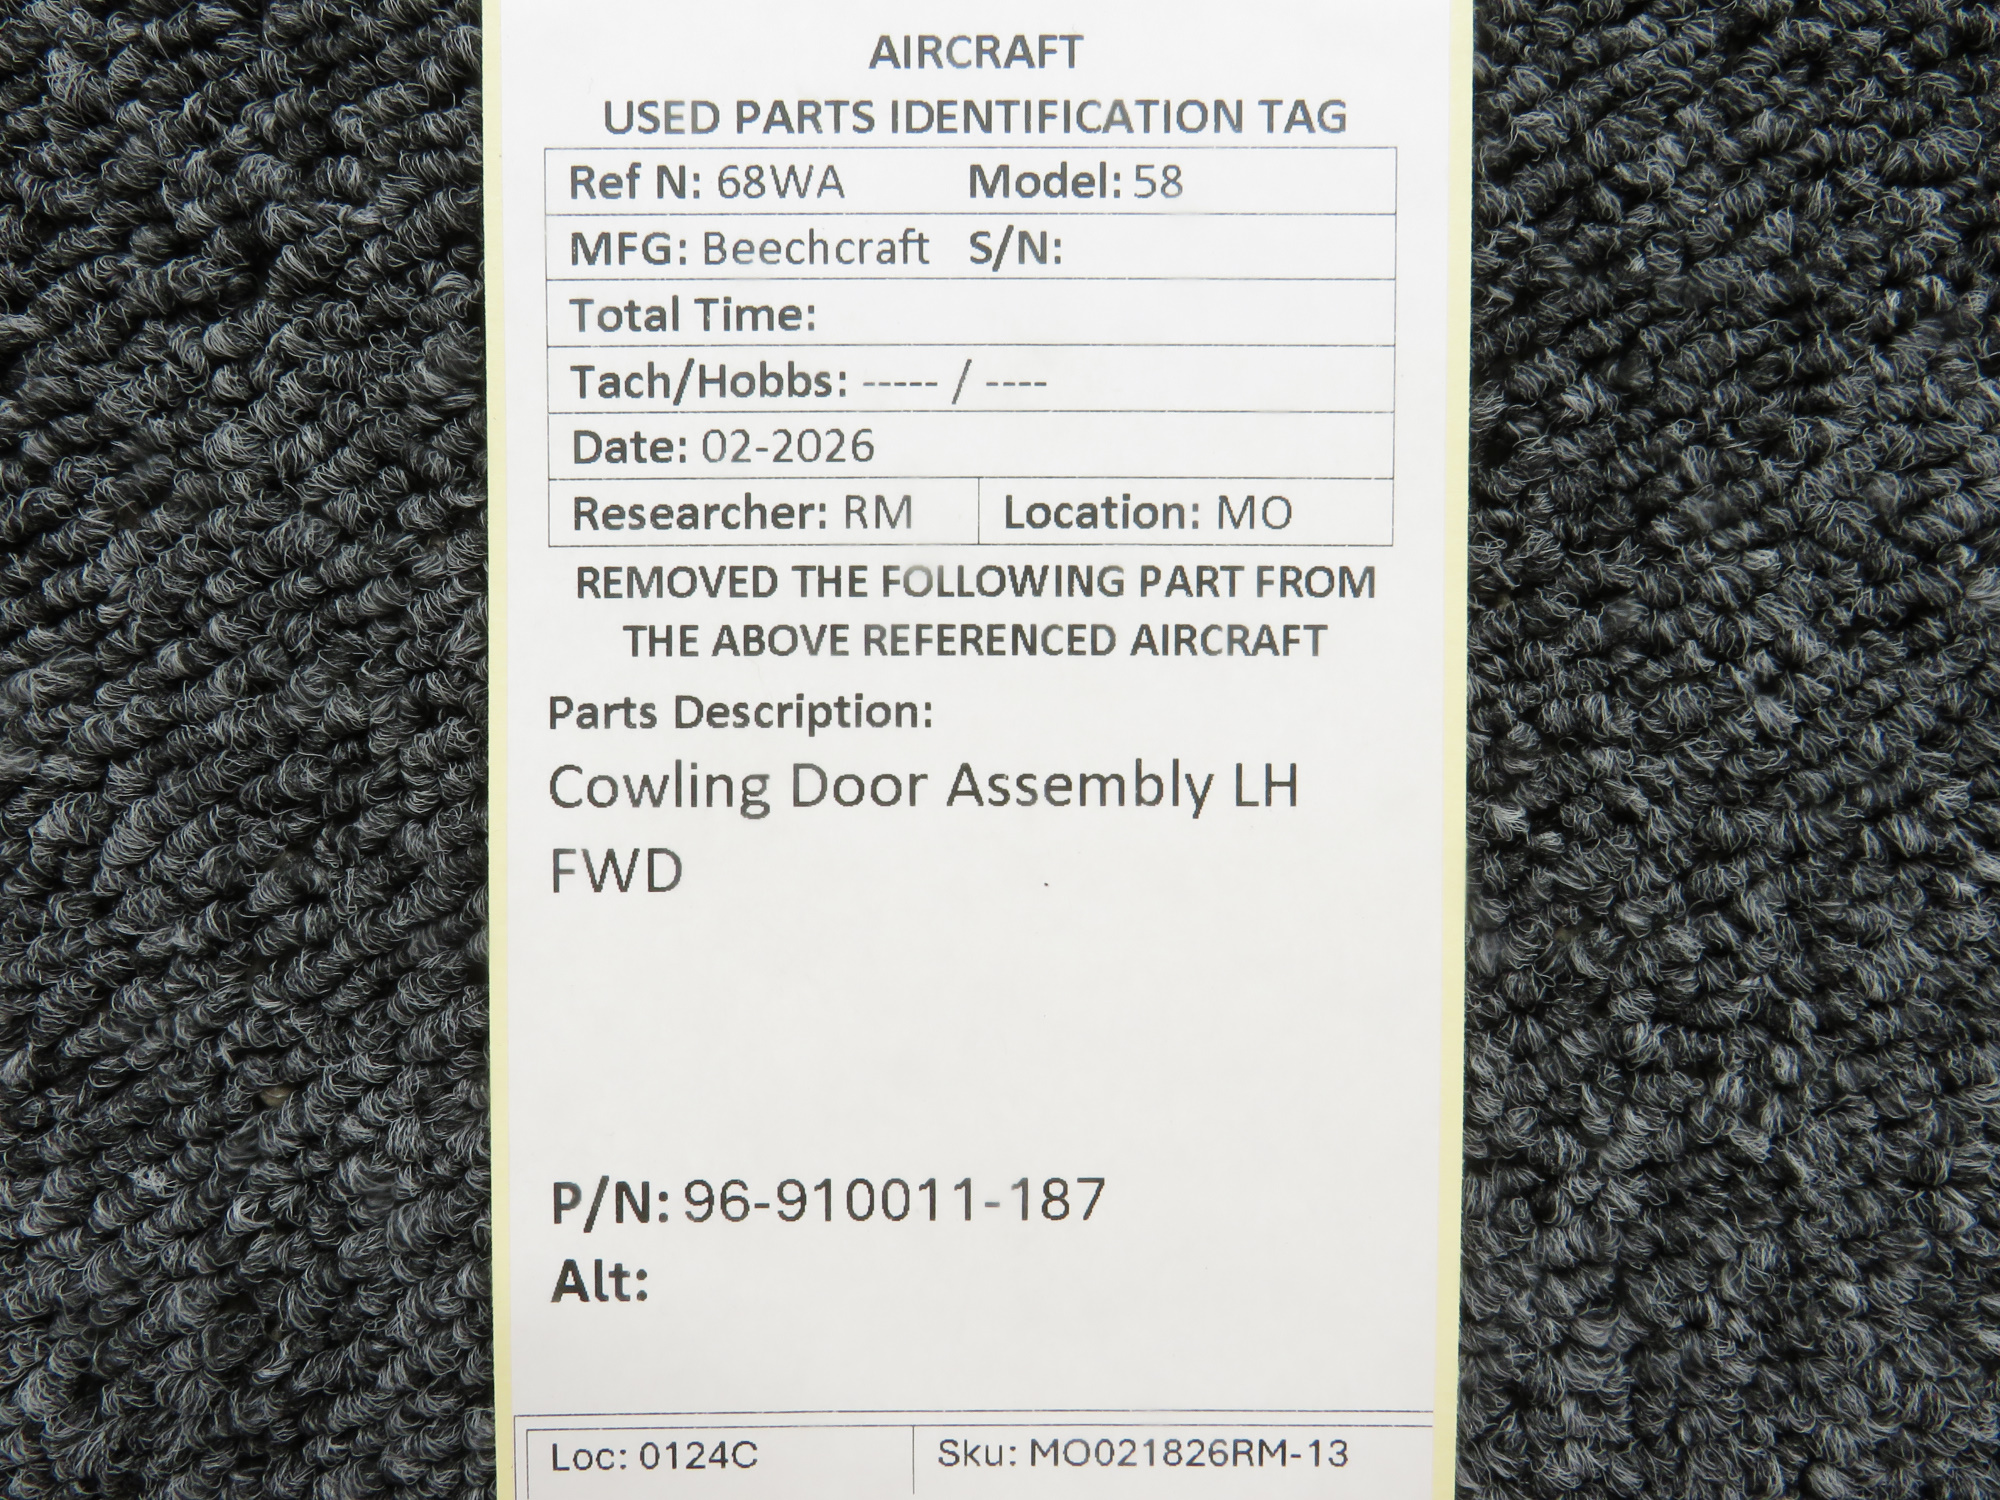 AIRCRAFT
USED PARTS IDENTIFICATION TAG
Ref N: 68WA Model: 58
MFG: Beechcraft S/N:
Total Time:
Tach/Hobbs: ----- / ----
Date: 02-2026
Researcher: RM Location: MO
REMOVED THE FOLLOWING PART FROM
THE ABOVE REFERENCED AIRCRAFT
Parts Description:
Cowling Door Assembly LH
FWD
P/N: 96-910011-187
Alt:
Loc: 0124C Sku: MO021826RM-13